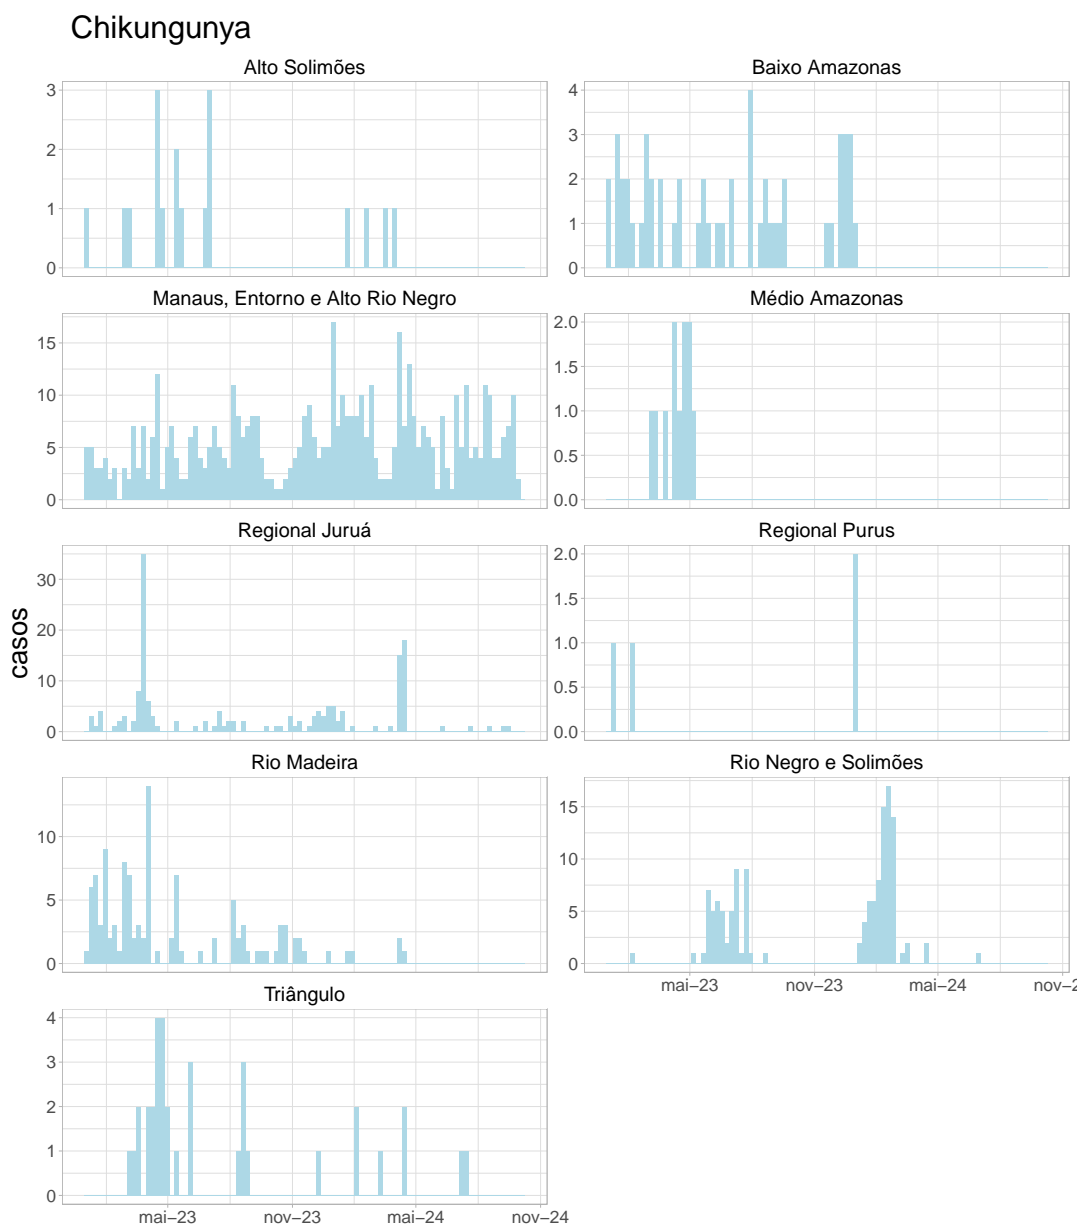 Chikungunya
Alto Solimões
Baixo Amazonas
3
2
1
0
4
3
2
1
0
Manaus, Entorno e Alto Rio Negro
Médio Amazonas
15
10
5
0
2.0
1.5
1.0
0.5
0.0
Regional Juruá
Regional Purus
30
20
10
0
2.0
1.5
1.0
0.5
0.0
casos
Rio Madeira
Rio Negro e Solimões
10
5
0
15
10
5
0
mai–23
nov–23
mai–24
nov–2
Triângulo
4
3
2
1
0
mai–23
nov–23
mai–24
nov–24